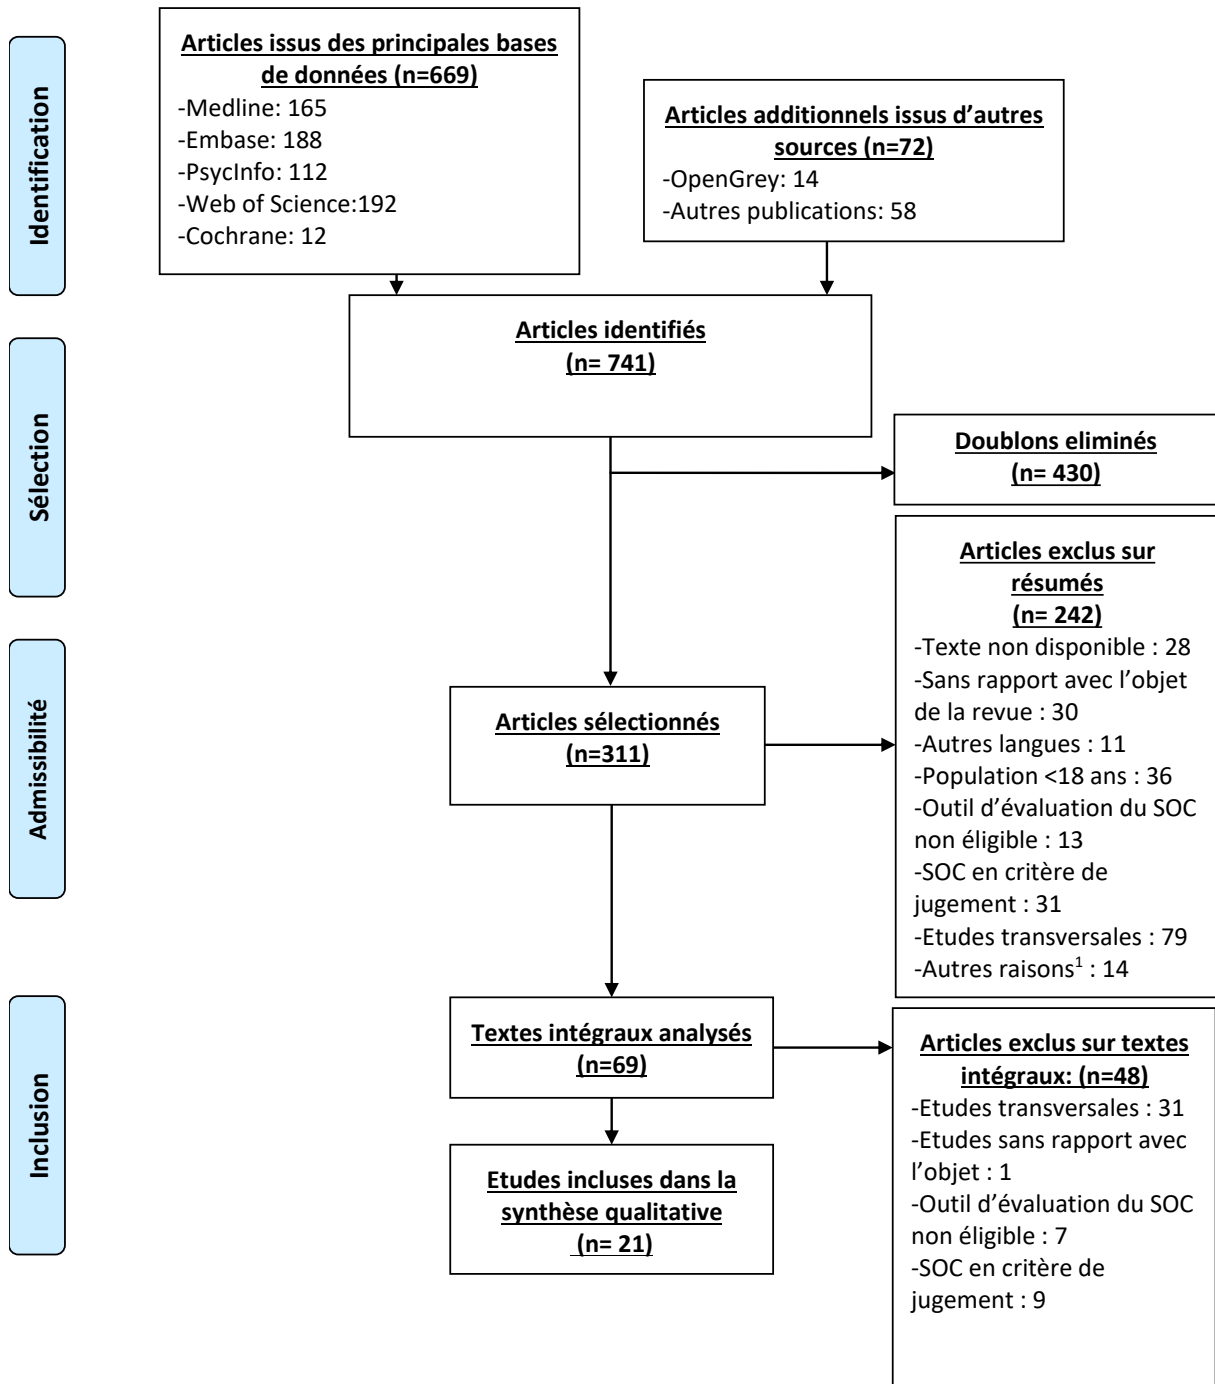 Identification
Articles issus des principales bases
de données (n=669)
-Medline: 165
-Embase: 188
-PsycInfo: 112
-Web of Science:192
-Cochrane: 12
Articles additionnels issus d’autres
sources (n=72)
-OpenGrey: 14
-Autres publications: 58
Articles identifiés
(n= 741)
Sélection
Doublons eliminés
(n= 430)
Articles exclus sur
résumés
(n= 242)
-Texte non disponible : 28
-Sans rapport avec l’objet
de la revue : 30
-Autres langues : 11
-Population <18 ans : 36
-Outil d’évaluation du SOC
non éligible : 13
-SOC en critère de
jugement : 31
-Etudes transversales : 79
-Autres raisons¹ : 14
Admissibilité
Articles sélectionnés
(n=311)
Inclusion
Textes intégraux analysés
(n=69)
Articles exclus sur textes
intégraux: (n=48)
-Etudes transversales : 31
-Etudes sans rapport avec
l’objet : 1
-Outil d’évaluation du SOC
non éligible : 7
-SOC en critère de
jugement : 9
Etudes incluses dans la
synthèse qualitative
(n= 21)